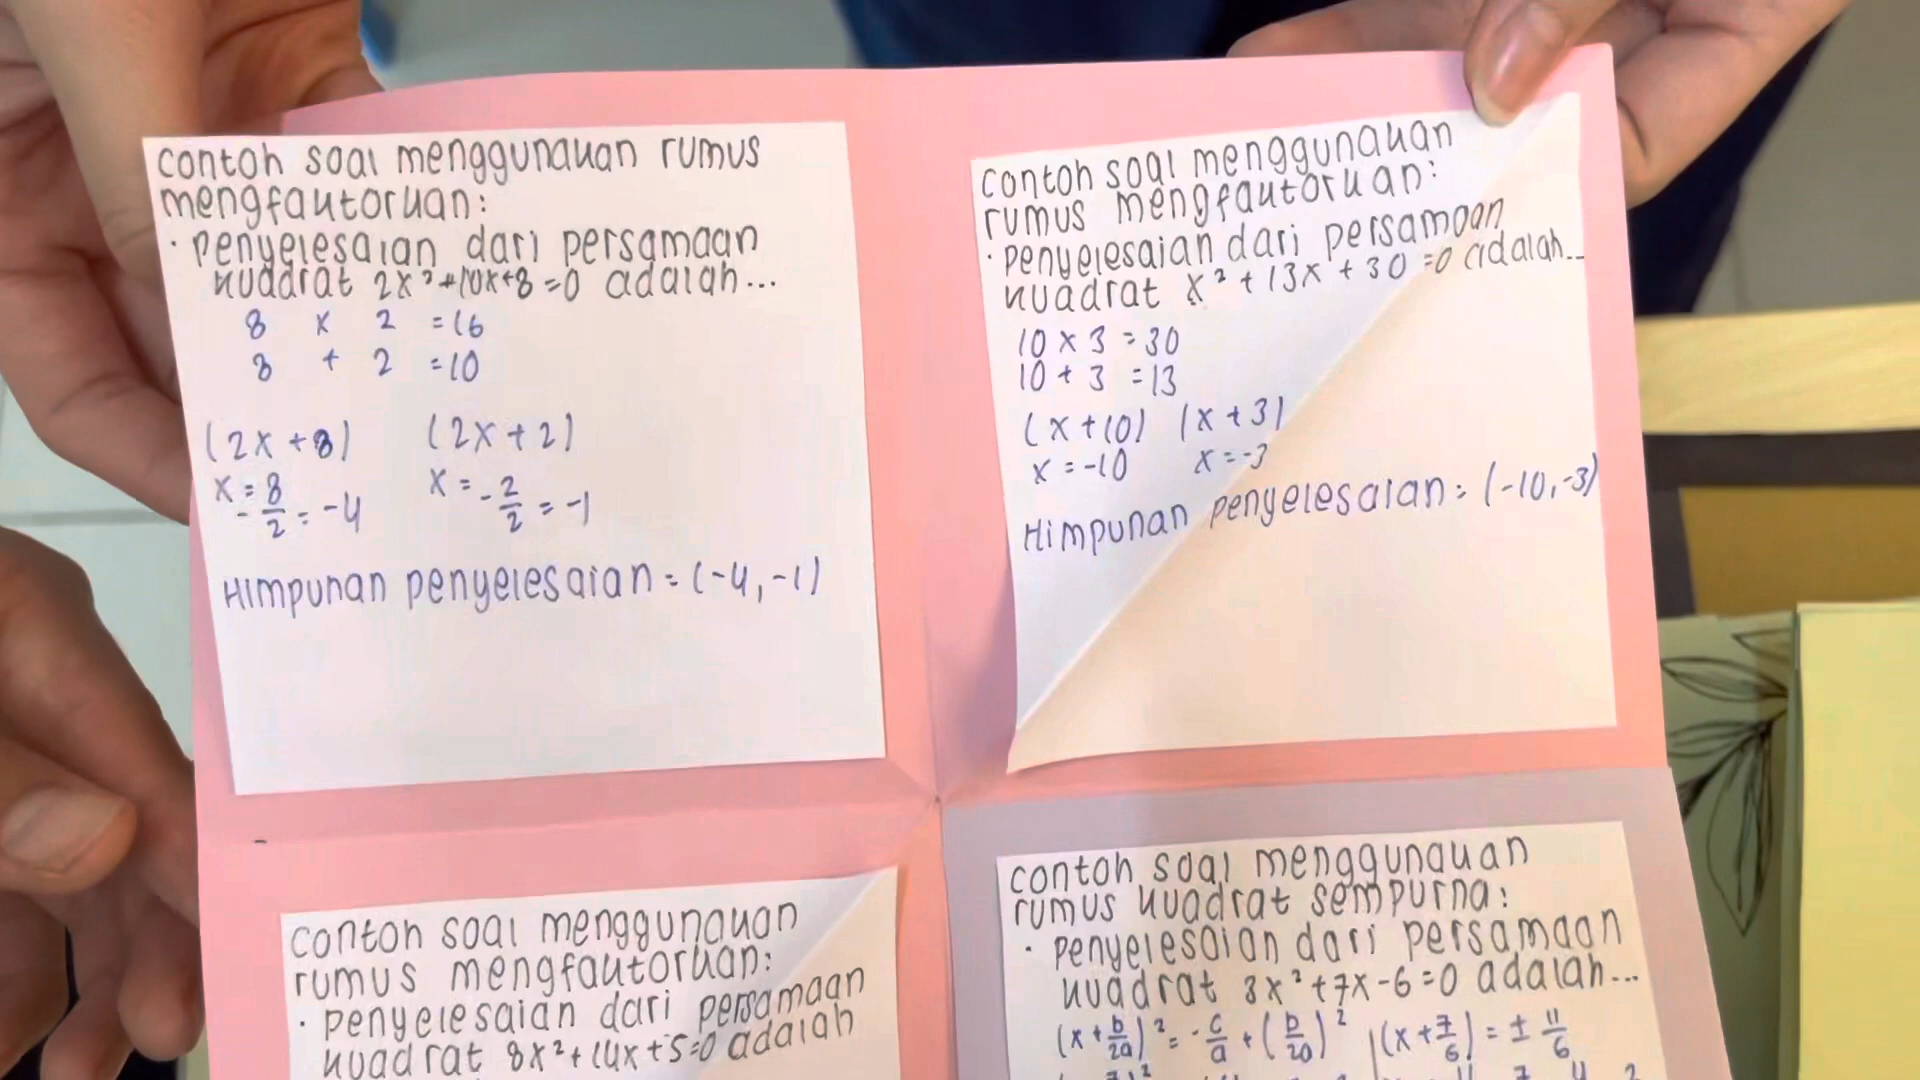 contoh soal menggunakan rumus
mengfaktorkan:
· penyelesaian dari persamaan
kuadrat 2x²+10x+8=0 adalah...
8 x 2 =16
8 + 2 =10
(2x+8) (2x+2)
x = -8/2 = -4 x = -2/2 = -1
Himpunan penyelesaian = (-4,-1)
contoh soal menggunakan
rumus mengfaktorkan:
· penyelesaian dari persamaan
kuadrat x²+13x+30=0 adalah...
10 x 3 = 30
10 + 3 = 13
(x+10) (x+3)
x = -10 x = -3
Himpunan penyelesaian = (-10,-3)
contoh soal menggunakan
rumus mengfaktorkan:
· penyelesaian dari persamaan
kuadrat 8x²+14x+5=0 adalah
contoh soal menggunakan
rumus kuadrat sempurna:
· penyelesaian dari persamaan
kuadrat 3x²+7x-6=0 adalah...
(x+b/2a)² = -c/a + (b/2a)² (x+7/6) = ± 11/6